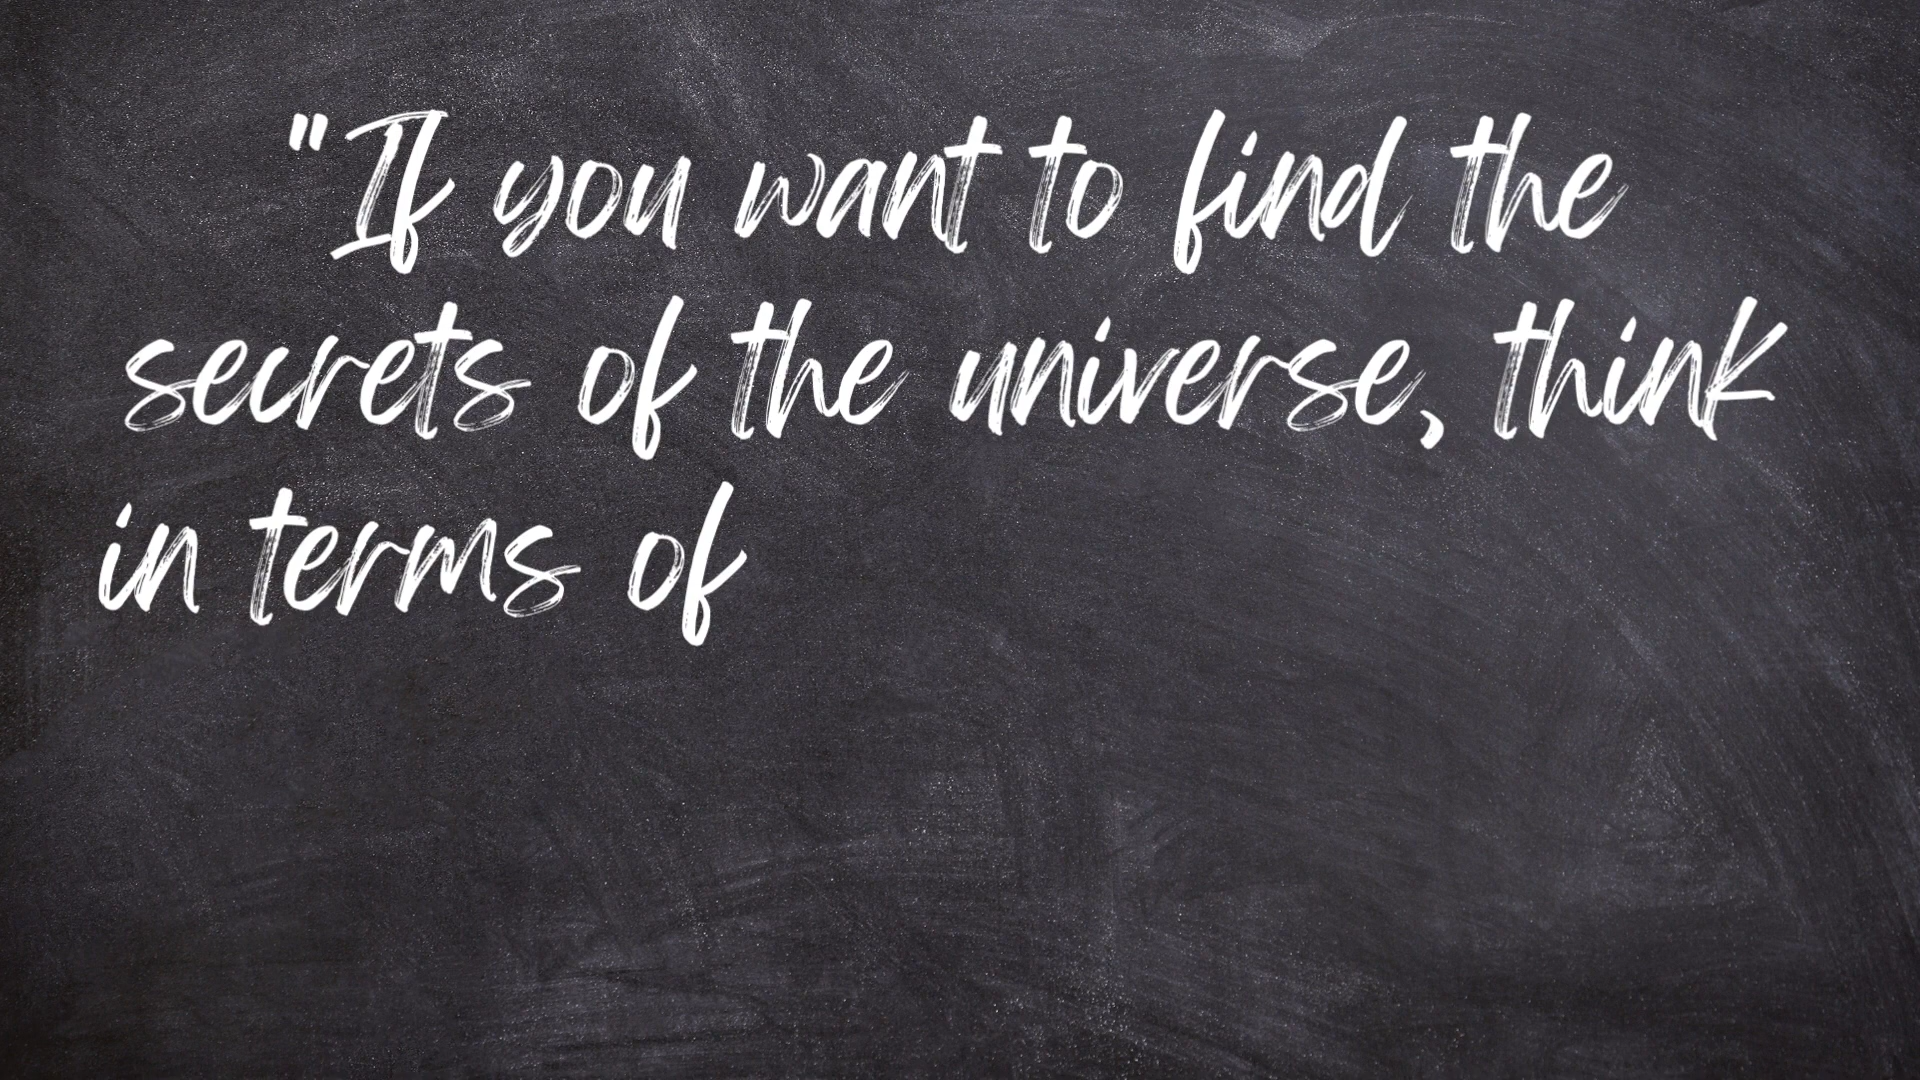 "If you want to find the
secrets of the universe, think
in terms of